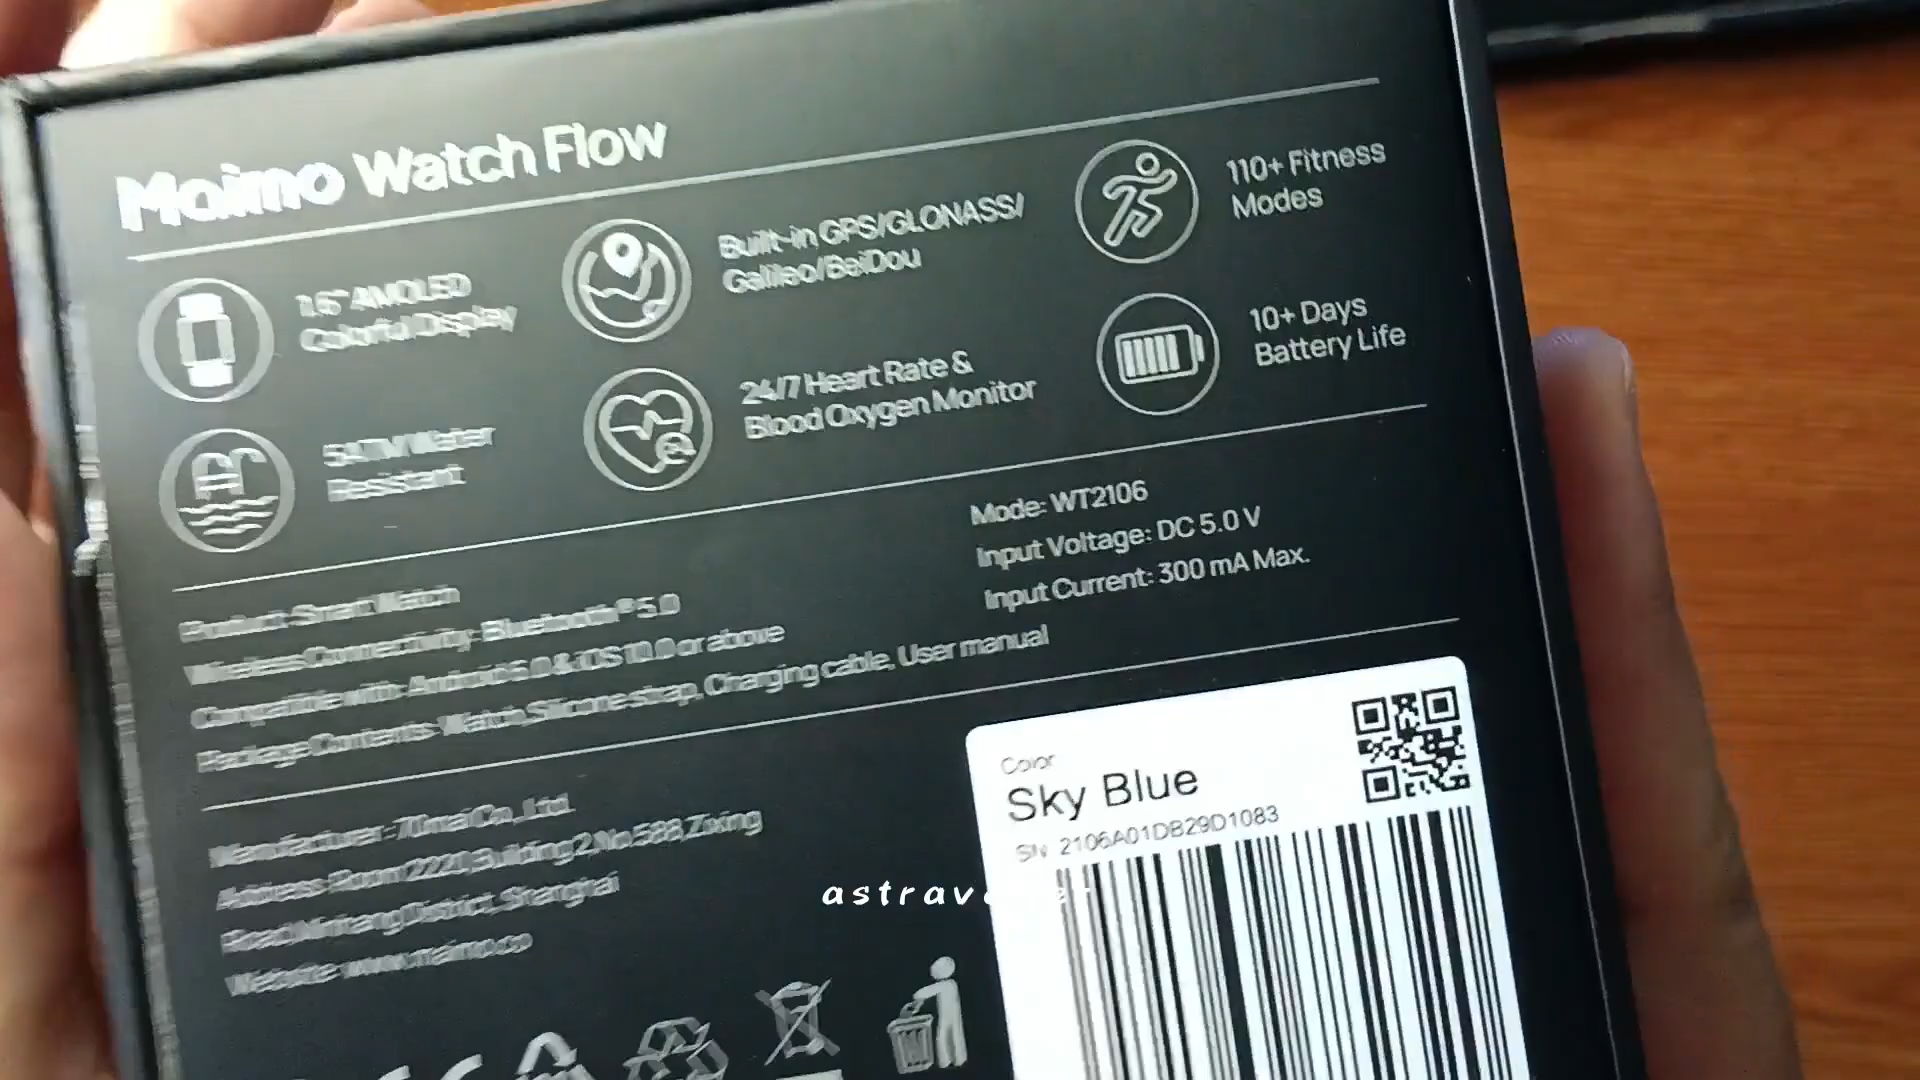 Maimo Watch Flow
1.6" AMOLED
Colorful Display
Built-in GPS/GLONASS/
Galileo/BeiDou
110+ Fitness
Modes
5ATM Water
Resistant
24/7 Heart Rate &
Blood Oxygen Monitor
10+ Days
Battery Life
Product: Smart Watch
Wireless Connectivity: Bluetooth® 5.0
Compatible with: Android 5.0 & iOS 10.0 or above
Package Contents: Watch, Silicone strap, Charging cable, User manual
Mode: WT2106
Input Voltage: DC 5.0 V
Input Current: 300 mA Max.
Manufacturer: 70mai Co., Ltd.
Address: Room 2220, Building 2, No.588, Zixing
Road, Minhang District, Shanghai
Website: www.maimo.co
Color
Sky Blue
SN: 2106A01DB29D1083